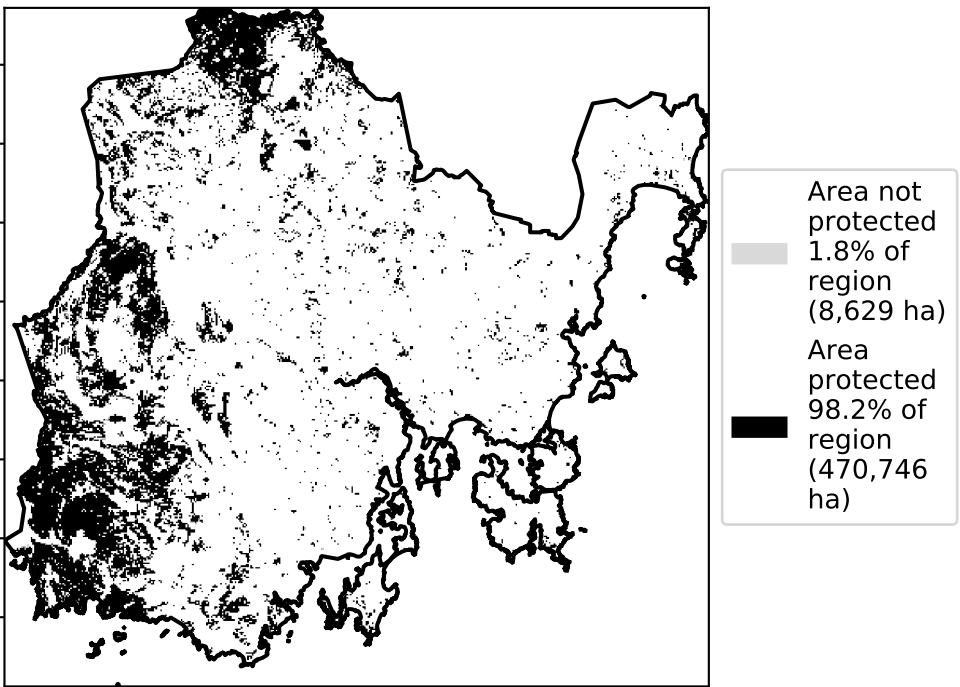 Area not
protected
1.8% of
region
(8,629 ha)
Area
protected
98.2% of
region
(470,746
ha)